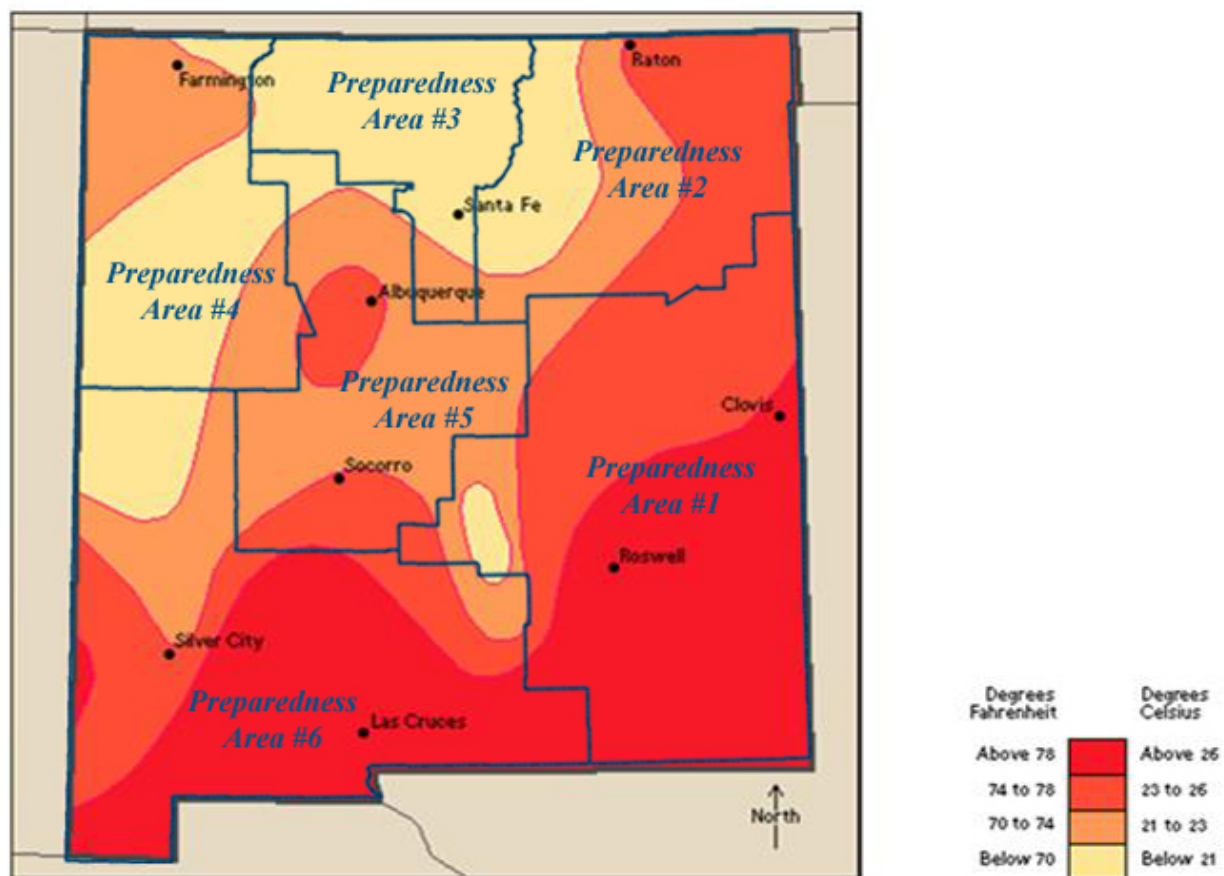 Farmington
Preparedness
Area #3
Raton
Preparedness
Area #2
Santa Fe
Preparedness
Area #4
Albuquerque
Preparedness
Area #5
Clovis
Socorro
Preparedness
Area #1
Roswell
Silver City
Preparedness
Area #6
Las Cruces
North
Degrees
Fahrenheit
Degrees
Celsius
Above 78
Above 26
74 to 78
23 to 26
70 to 74
21 to 23
Below 70
Below 21